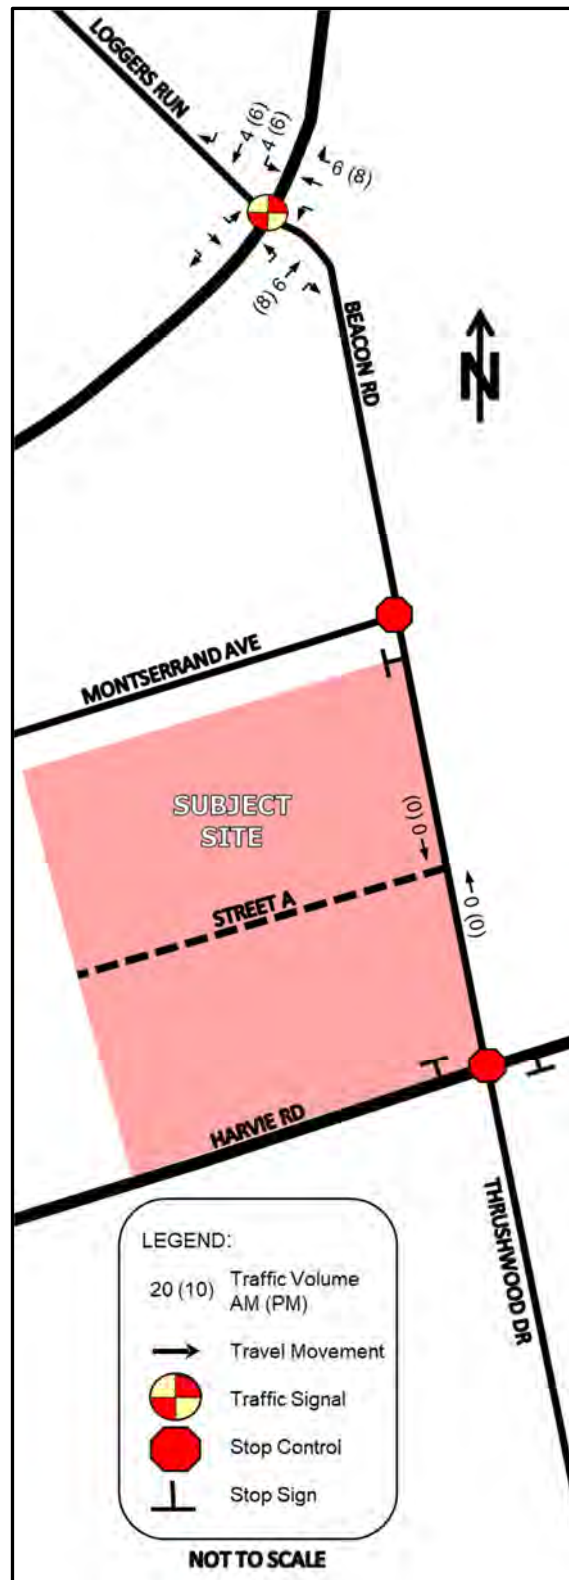 LOGGERS RUN
4 (6)
4 (6)
6 (8)
(8) 6
BEACON RD
N
MONTSERRAND AVE
SUBJECT
SITE
(0) 0
STREET A
0 (0)
HARVIE RD
THRUSHWOOD DR
LEGEND:
20 (10) Traffic Volume
AM (PM)
Travel Movement
Traffic Signal
Stop Control
Stop Sign
NOT TO SCALE